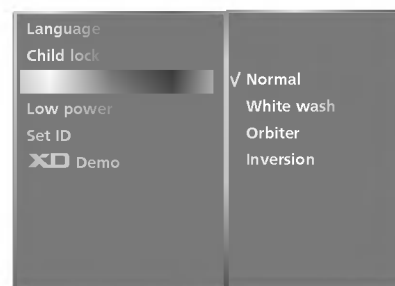 Language
Child lock
Low power
Set ID
XD Demo
√ Normal
White wash
Orbiter
Inversion